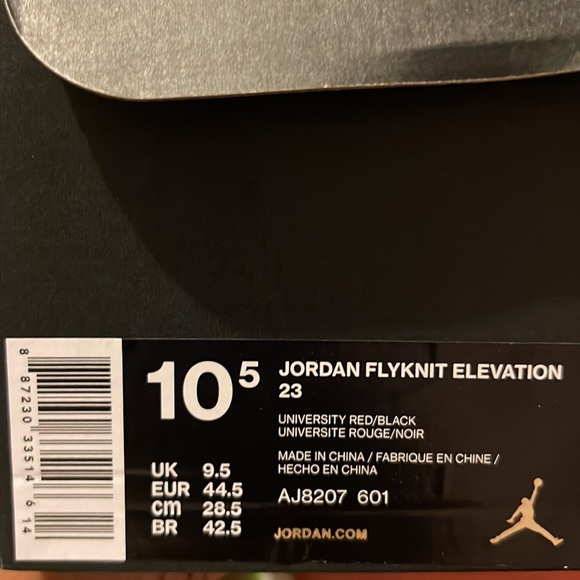 8 87230 33514 6 14
10⁵
JORDAN FLYKNIT ELEVATION
23
UNIVERSITY RED/BLACK
UNIVERSITE ROUGE/NOIR
MADE IN CHINA / FABRIQUE EN CHINE /
HECHO EN CHINA
UK 9.5
EUR 44.5
cm 28.5
BR 42.5
AJ8207 601
JORDAN.COM